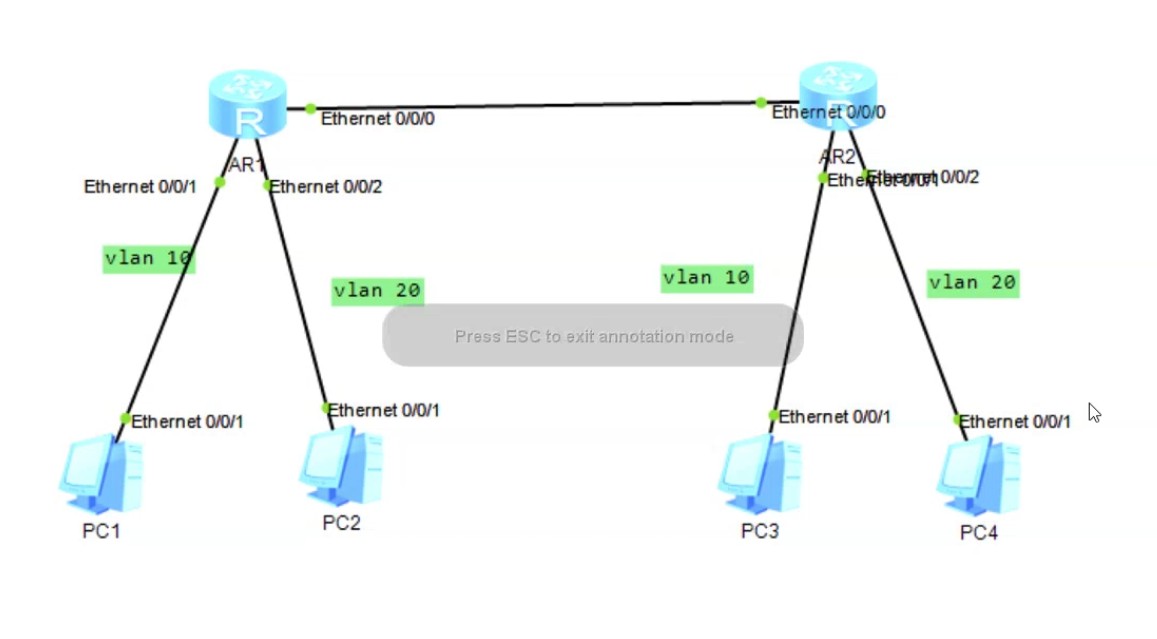 R
R
Ethernet 0/0/0
Ethernet 0/0/0
AR1
AR2
Ethernet 0/0/1
Ethernet 0/0/2
Ethernet 0/0/1
Ethernet 0/0/2
vlan 10
vlan 20
vlan 10
vlan 20
Press ESC to exit annotation mode
Ethernet 0/0/1
Ethernet 0/0/1
Ethernet 0/0/1
Ethernet 0/0/1
PC1
PC2
PC3
PC4